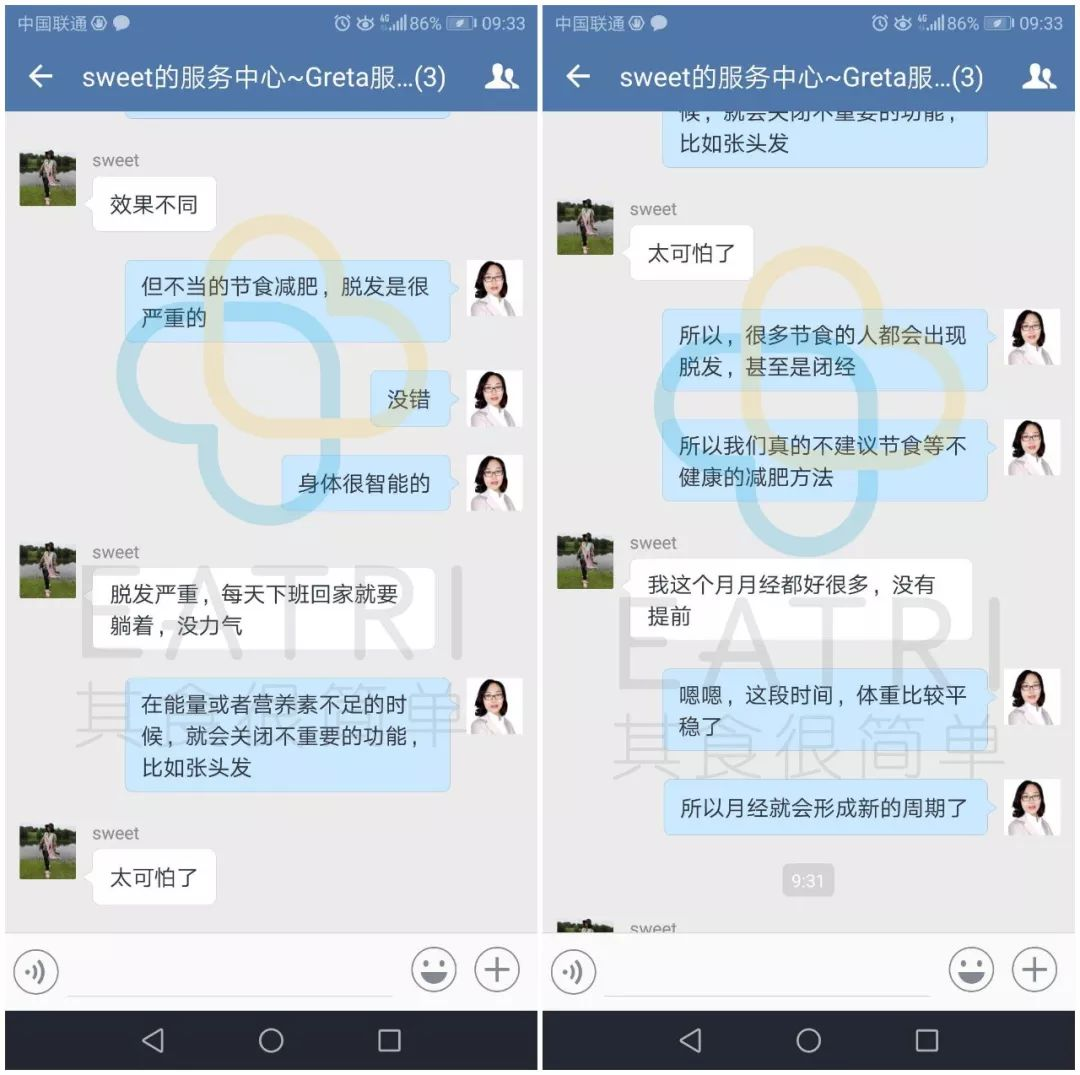 中国联通
4G
86%
09:33
sweet的服务中心~Greta服...(3)
sweet
效果不同
但不当的节食减肥，脱发是很
严重的
没错
身体很智能的
sweet
脱发严重，每天下班回家就要
躺着，没力气
在能量或者营养素不足的时
候，就会关闭不重要的功能，
比如张头发
sweet
太可怕了
EATRI
其食很简单
中国联通
4G
86%
09:33
sweet的服务中心~Greta服...(3)
候，就会关闭不重要的功能，
比如张头发
sweet
太可怕了
所以，很多节食的人都会出现
脱发，甚至是闭经
所以我们真的不建议节食等不
健康的减肥方法
sweet
我这个月月经都好很多，没有
提前
嗯嗯，这段时间，体重比较平
稳了
所以月经就会形成新的周期了
9:31
sweet
EATRI
其食很简单